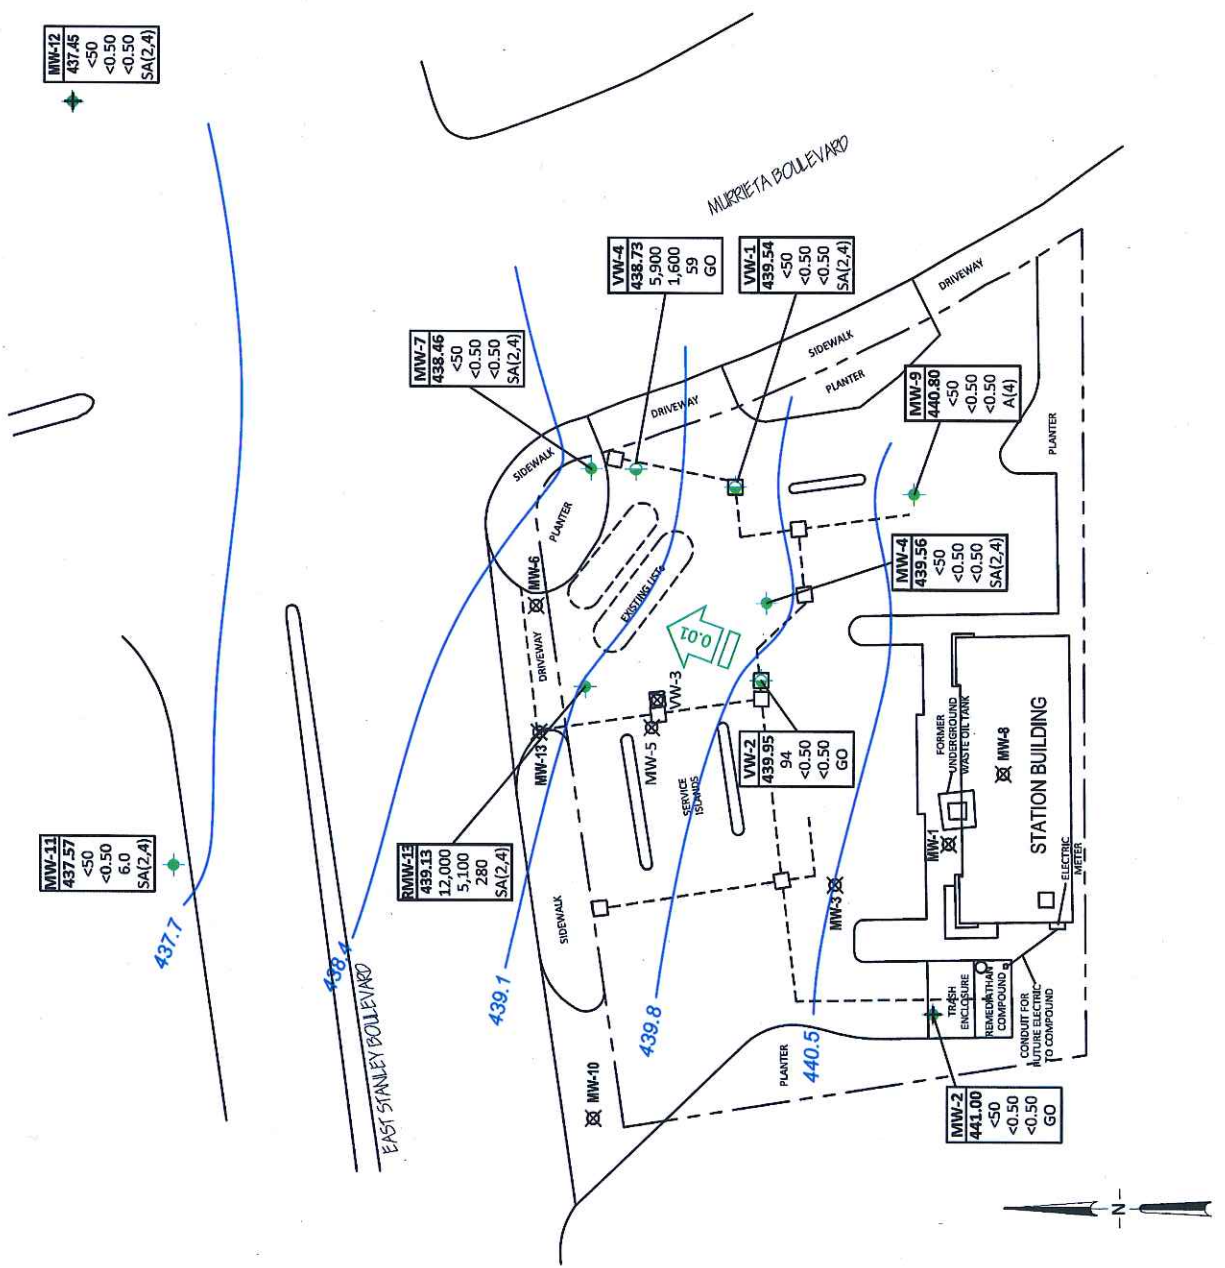 MW-12
437.45
<50
<0.50
<0.50
SA(2,4)
MURRIETA BOULEVARD
VW-4
438.73
5,900
1,600
59
GO
VW-1
439.54
<50
<0.50
<0.50
SA(2,4)
MW-7
438.46
<50
<0.50
<0.50
SA(2,4)
DRIVEWAY
SIDEWALK
PLANTER
DRIVEWAY
SIDEWALK
PLANTER
MW-9
440.80
<50
<0.50
<0.50
A(4)
PLANTER
MW-6
EXISTING USTs
DRIVEWAY
0.01
MW-4
439.56
<50
<0.50
<0.50
SA(2,4)
MW-13
VW-3
MW-5
SERVICE
ISLANDS
VW-2
439.95
94
<0.50
<0.50
GO
FORMER
UNDERGROUND
WASTE OIL TANK
MW-8
STATION BUILDING
MW-1
ELECTRIC
METER
MW-11
437.57
<50
<0.50
6.0
SA(2,4)
RMW-13
439.13
12,000
5,100
280
SA(2,4)
SIDEWALK
MW-3
437.7
438.4
439.1
439.8
440.5
EAST STANLEY BOULEVARD
TRASH
ENCLOSURE
REMEDIATHAN
COMPOUND
CONDUIT FOR
FUTURE ELECTRIC
TO COMPOUND
PLANTER
MW-10
MW-2
441.00
<50
<0.50
<0.50
GO
N